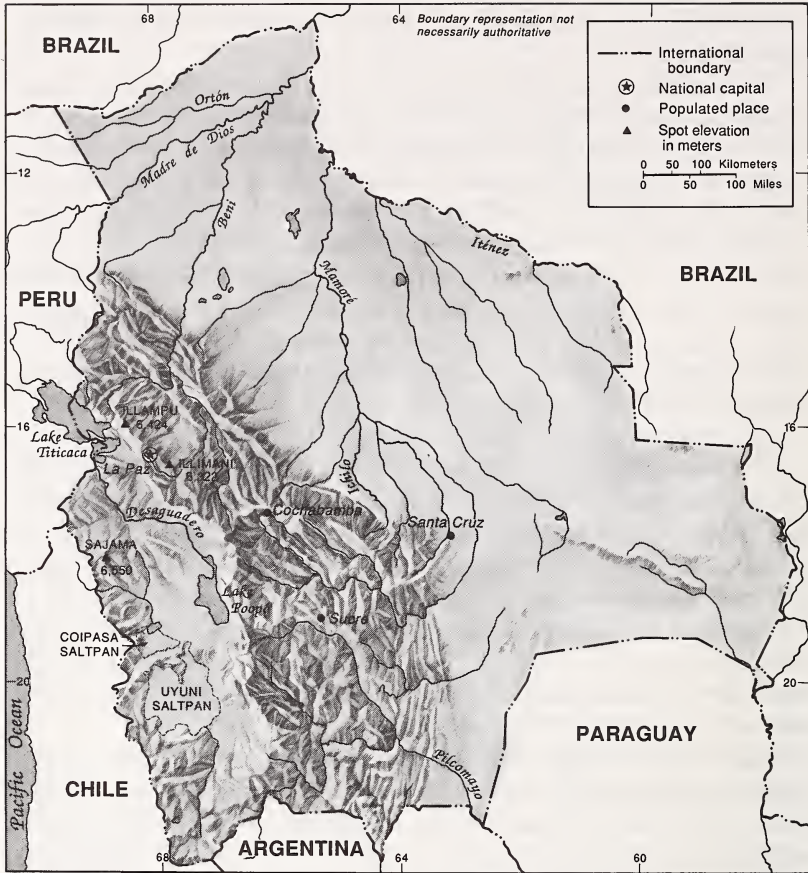 68
64
Boundary representation not
necessarily authoritative
BRAZIL
International
boundary
National capital
Populated place
Spot elevation
in meters
0 50 100 Kilometers
0 50 100 Miles
Ortón
Madre de Dios
12
Beni
Iténez
BRAZIL
PERU
Mamoré
ILLAMPU
6,424
16
16
Lake
Titicaca
La Paz
ILLIMANI
6,322
Ichilo
Desaguadero
Cochabamba
Santa Cruz
SAJAMA
6,550
Lake
Poopó
Sucre
COIPASA
SALTPAN
UYUNI
SALTPAN
20
20
Pacific Ocean
PARAGUAY
Pilcomayo
CHILE
ARGENTINA
68
64
60